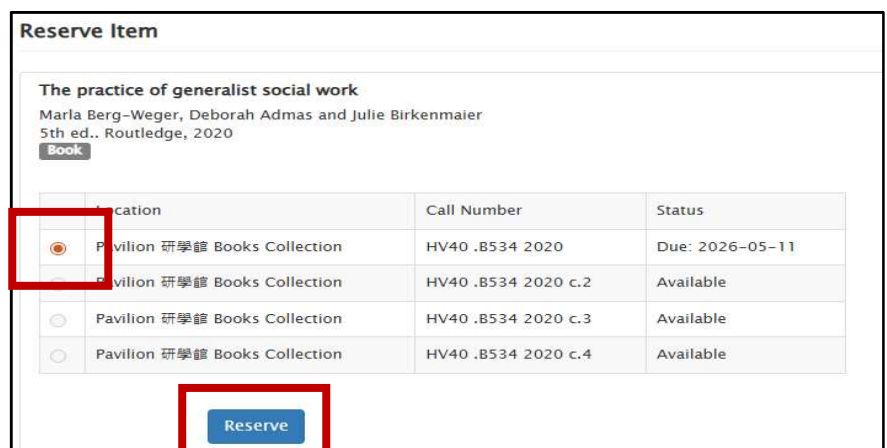 Reserve Item
The practice of generalist social work
Marla Berg-Weger, Deborah Admas and Julie Birkenmaier
5th ed.. Routledge, 2020
Book
Location Call Number Status
Pavilion 研學館 Books Collection HV40 .B534 2020 Due: 2026-05-11
Pavilion 研學館 Books Collection HV40 .B534 2020 c.2 Available
Pavilion 研學館 Books Collection HV40 .B534 2020 c.3 Available
Pavilion 研學館 Books Collection HV40 .B534 2020 c.4 Available
Reserve